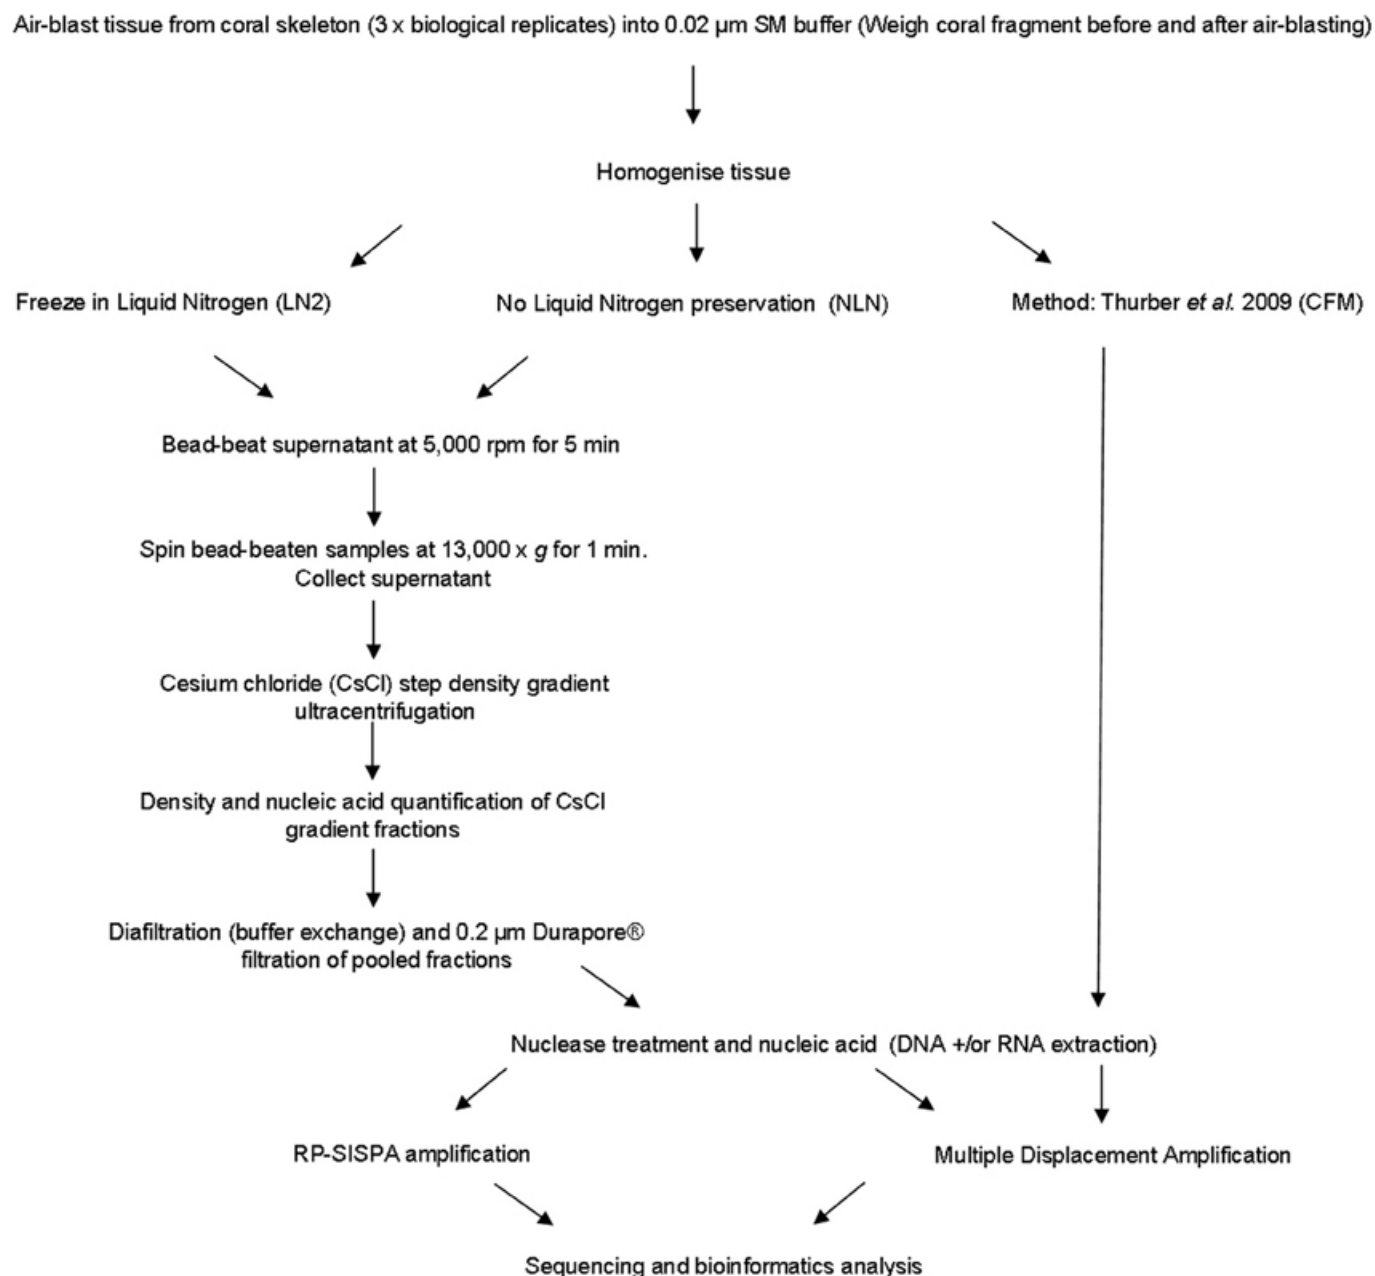 Air-blast tissue from coral skeleton (3 x biological replicates) into 0.02 µm SM buffer (Weigh coral fragment before and after air-blasting)
Homogenise tissue
Freeze in Liquid Nitrogen (LN2)
No Liquid Nitrogen preservation (NLN)
Method: Thurber et al. 2009 (CFM)
Bead-beat supernatant at 5,000 rpm for 5 min
Spin bead-beaten samples at 13,000 x g for 1 min.
Collect supernatant
Cesium chloride (CsCl) step density gradient
ultracentrifugation
Density and nucleic acid quantification of CsCl
gradient fractions
Diafiltration (buffer exchange) and 0.2 µm Durapore®
filtration of pooled fractions
Nuclease treatment and nucleic acid (DNA +/or RNA extraction)
RP-SISPA amplification
Multiple Displacement Amplification
Sequencing and bioinformatics analysis